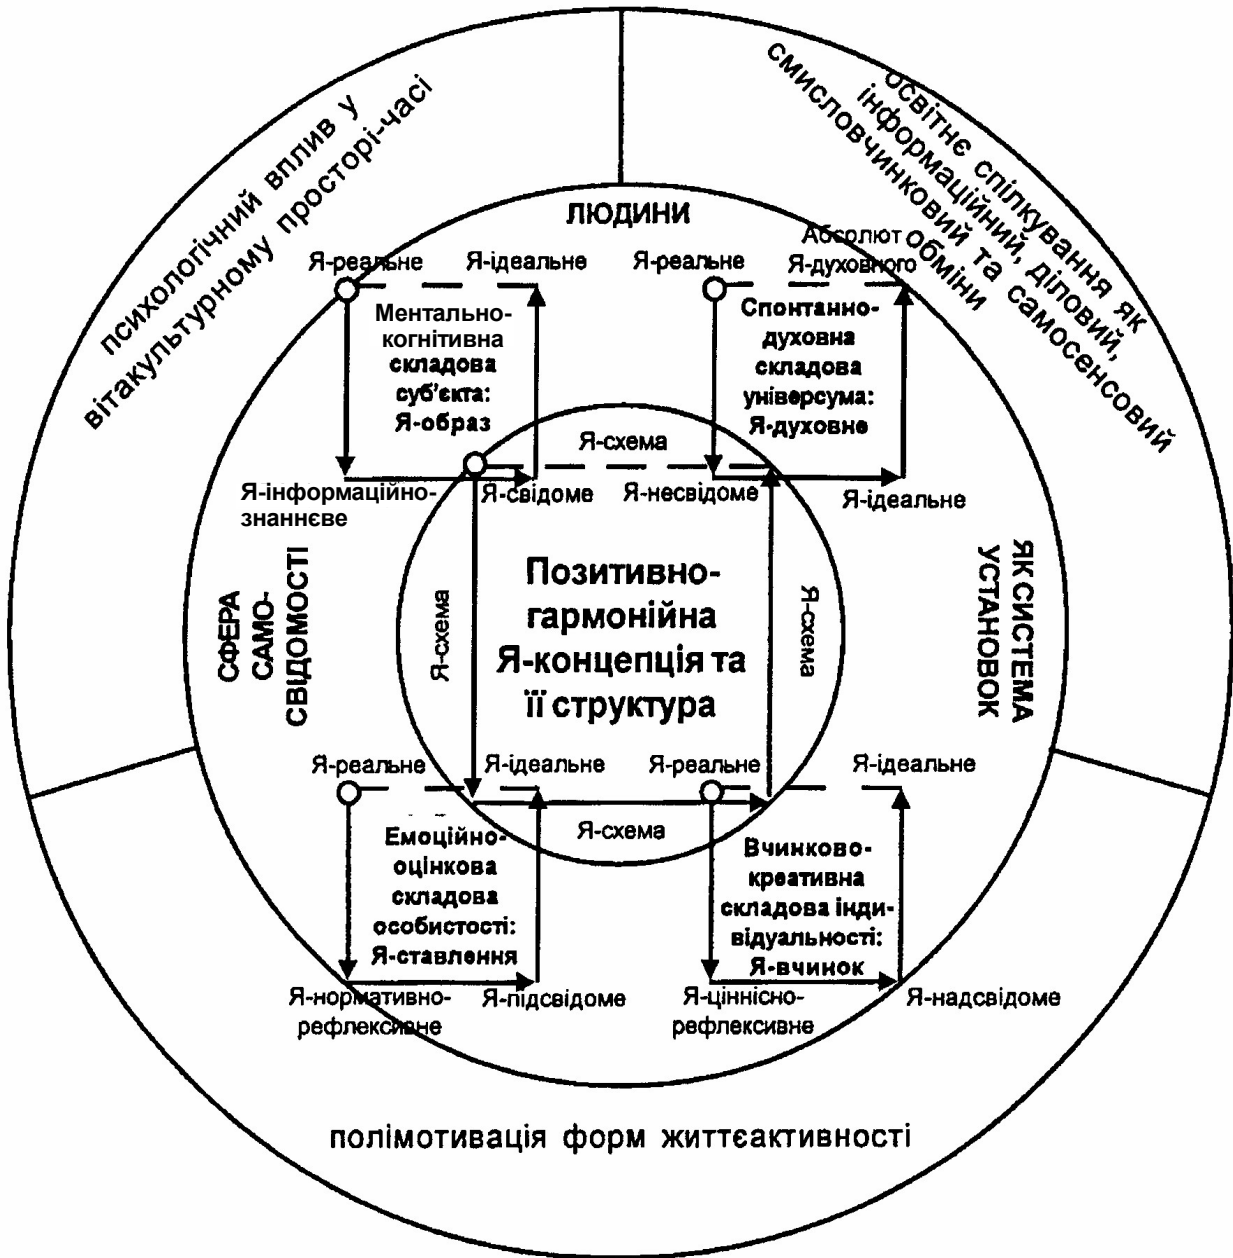 психологічний вплив у
вітакультурному просторі-часі
освітнє спілкування як
інформаційний, діловий,
смисловчинковий та самосенсовий
обміни
ЛЮДИНИ
Я-реальне
Я-ідеальне
Ментально-
когнітивна
складова
суб'єкта:
Я-образ
Я-інформаційно-
знаннєве
Я-свідоме
Я-реальне
Абсолют
Я-духовного
Спонтанно-
духовна
складова
універсума:
Я-духовне
Я-несвідоме
Я-ідеальне
Я-схема
СФЕРА
САМО-
СВІДОМОСТІ
Я-схема
Позитивно-
гармонійна
Я-концепція та
її структура
Я-схема
ЯК СИСТЕМА
УСТАНОВОК
Я-реальне
Я-ідеальне
Емоційно-
оцінкова
складова
особистості:
Я-ставлення
Я-нормативно-
рефлексивне
Я-підсвідоме
Я-схема
Я-реальне
Я-ідеальне
Вчинково-
креативна
складова інди-
відуальності:
Я-вчинок
Я-ціннісно-
рефлексивне
Я-надсвідоме
полімотивація форм життєактивності